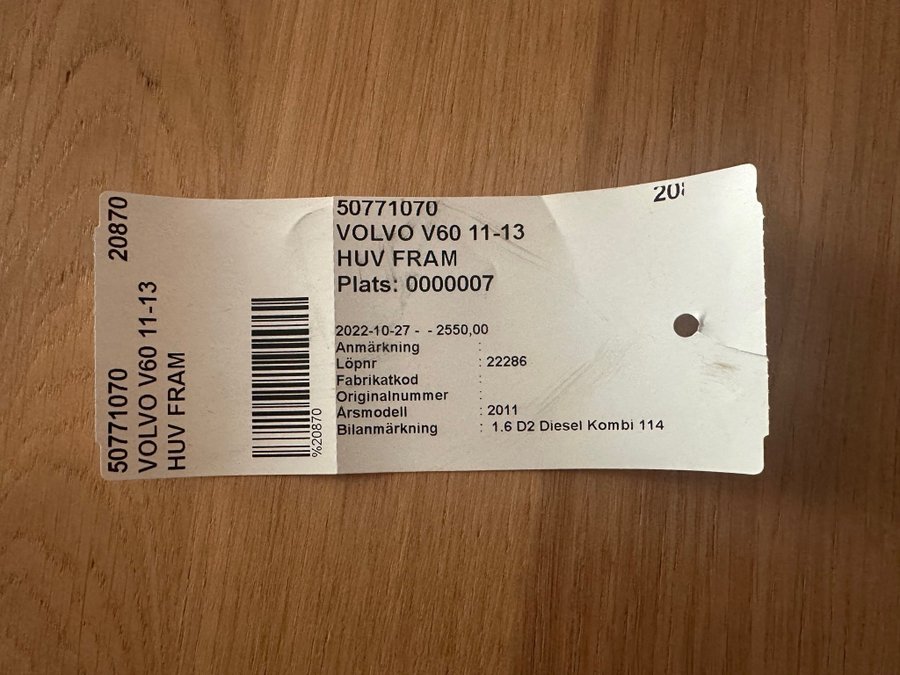 20870
50771070
VOLVO V60 11-13
HUV FRAM
%20870
50771070
VOLVO V60 11-13
HUV FRAM
Plats: 0000007
2022-10-27 - - 2550,00
Anmärkning :
Löpnr : 22286
Fabrikatkod :
Originalnummer :
Årsmodell : 2011
Bilanmärkning : 1.6 D2 Diesel Kombi 114